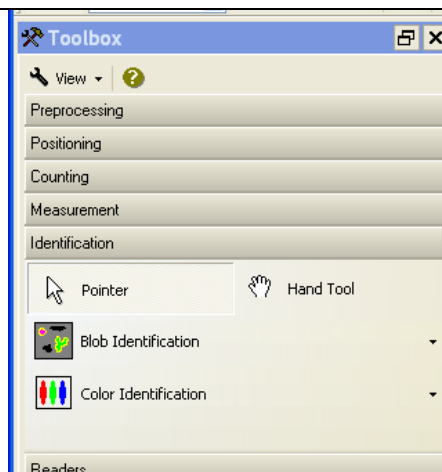 Toolbox
View
Preprocessing
Positioning
Counting
Measurement
Identification
Pointer Hand Tool
Blob Identification
Color Identification
Readers